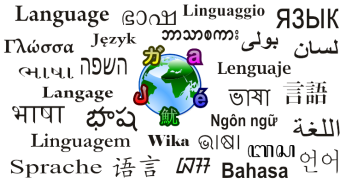 Language
ഭാഷ
Linguaggio
ЯЗЫК
Γλώσσα
Język
ဘာသာစကား
بولی
لسان
ભાષા
השפה
が
a
Lenguaje
Langage
é
ভাষা
言語
भाषा
భాష
Ngôn ngữ
اللغة
Linguagem
Wika
ଭାଷା
언어
Sprache
语言
Bahasa